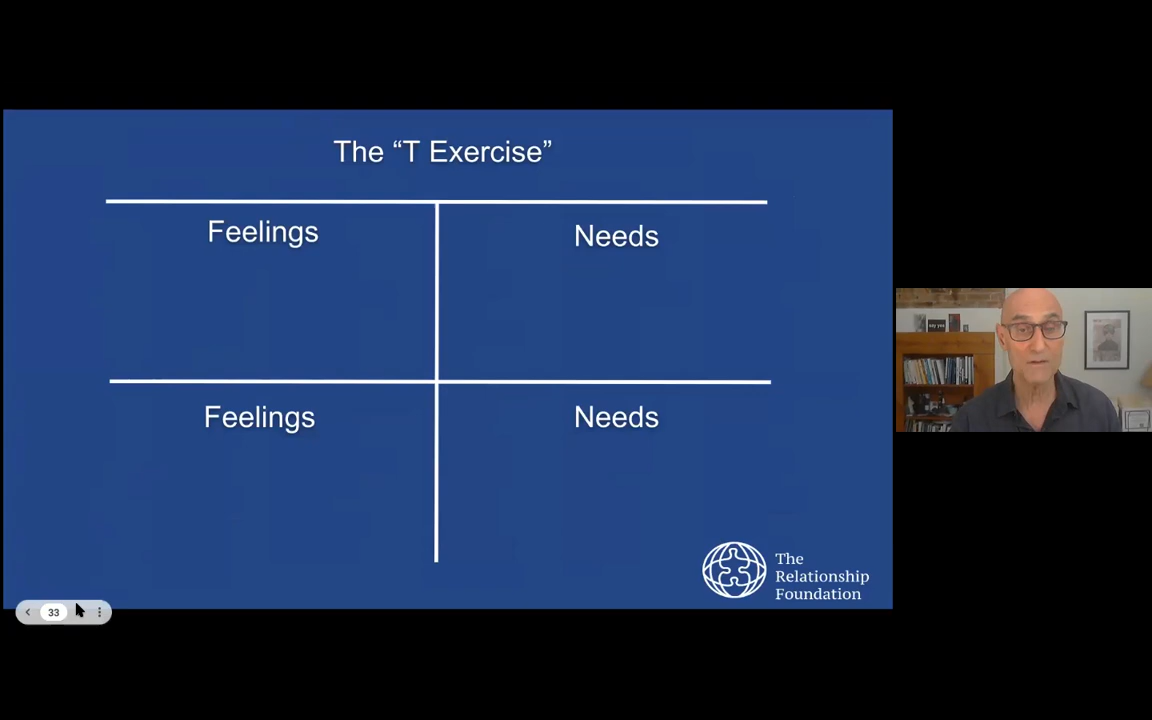 The “T Exercise”
Feelings
Needs
Feelings
Needs
The
Relationship
Foundation
33